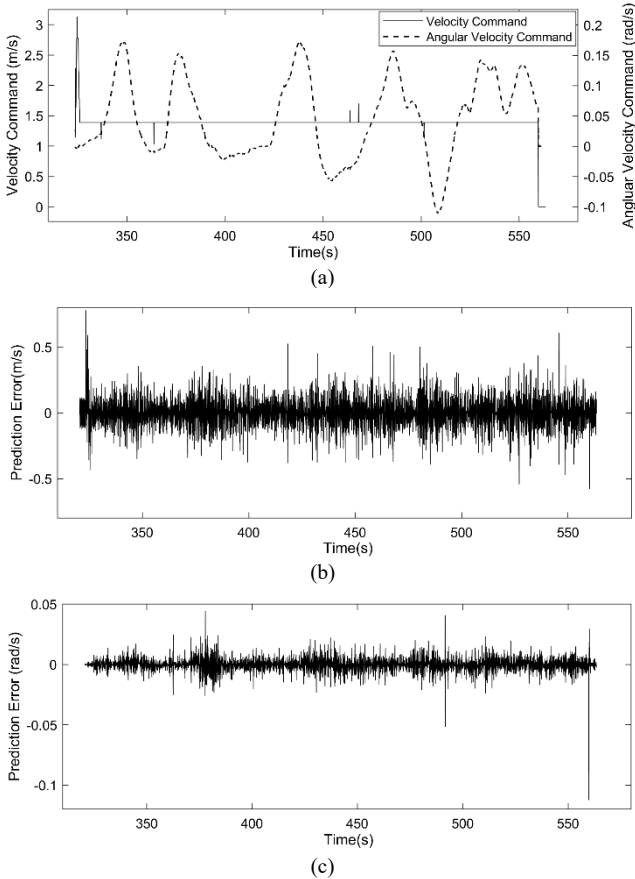 Velocity Command
Angular Velocity Command
Velocity Command (m/s)
3
2.5
2
1.5
1
0.5
0
0.2
0.15
0.1
0.05
0
-0.05
-0.1
Angluar Velocity Command (rad/s)
350 400 450 500 550
Time(s)
(a)
Prediction Error(m/s)
0.5
0
-0.5
350 400 450 500 550
Time(s)
(b)
Prediction Error (rad/s)
0.05
0
-0.05
-0.1
350 400 450 500 550
Time(s)
(c)